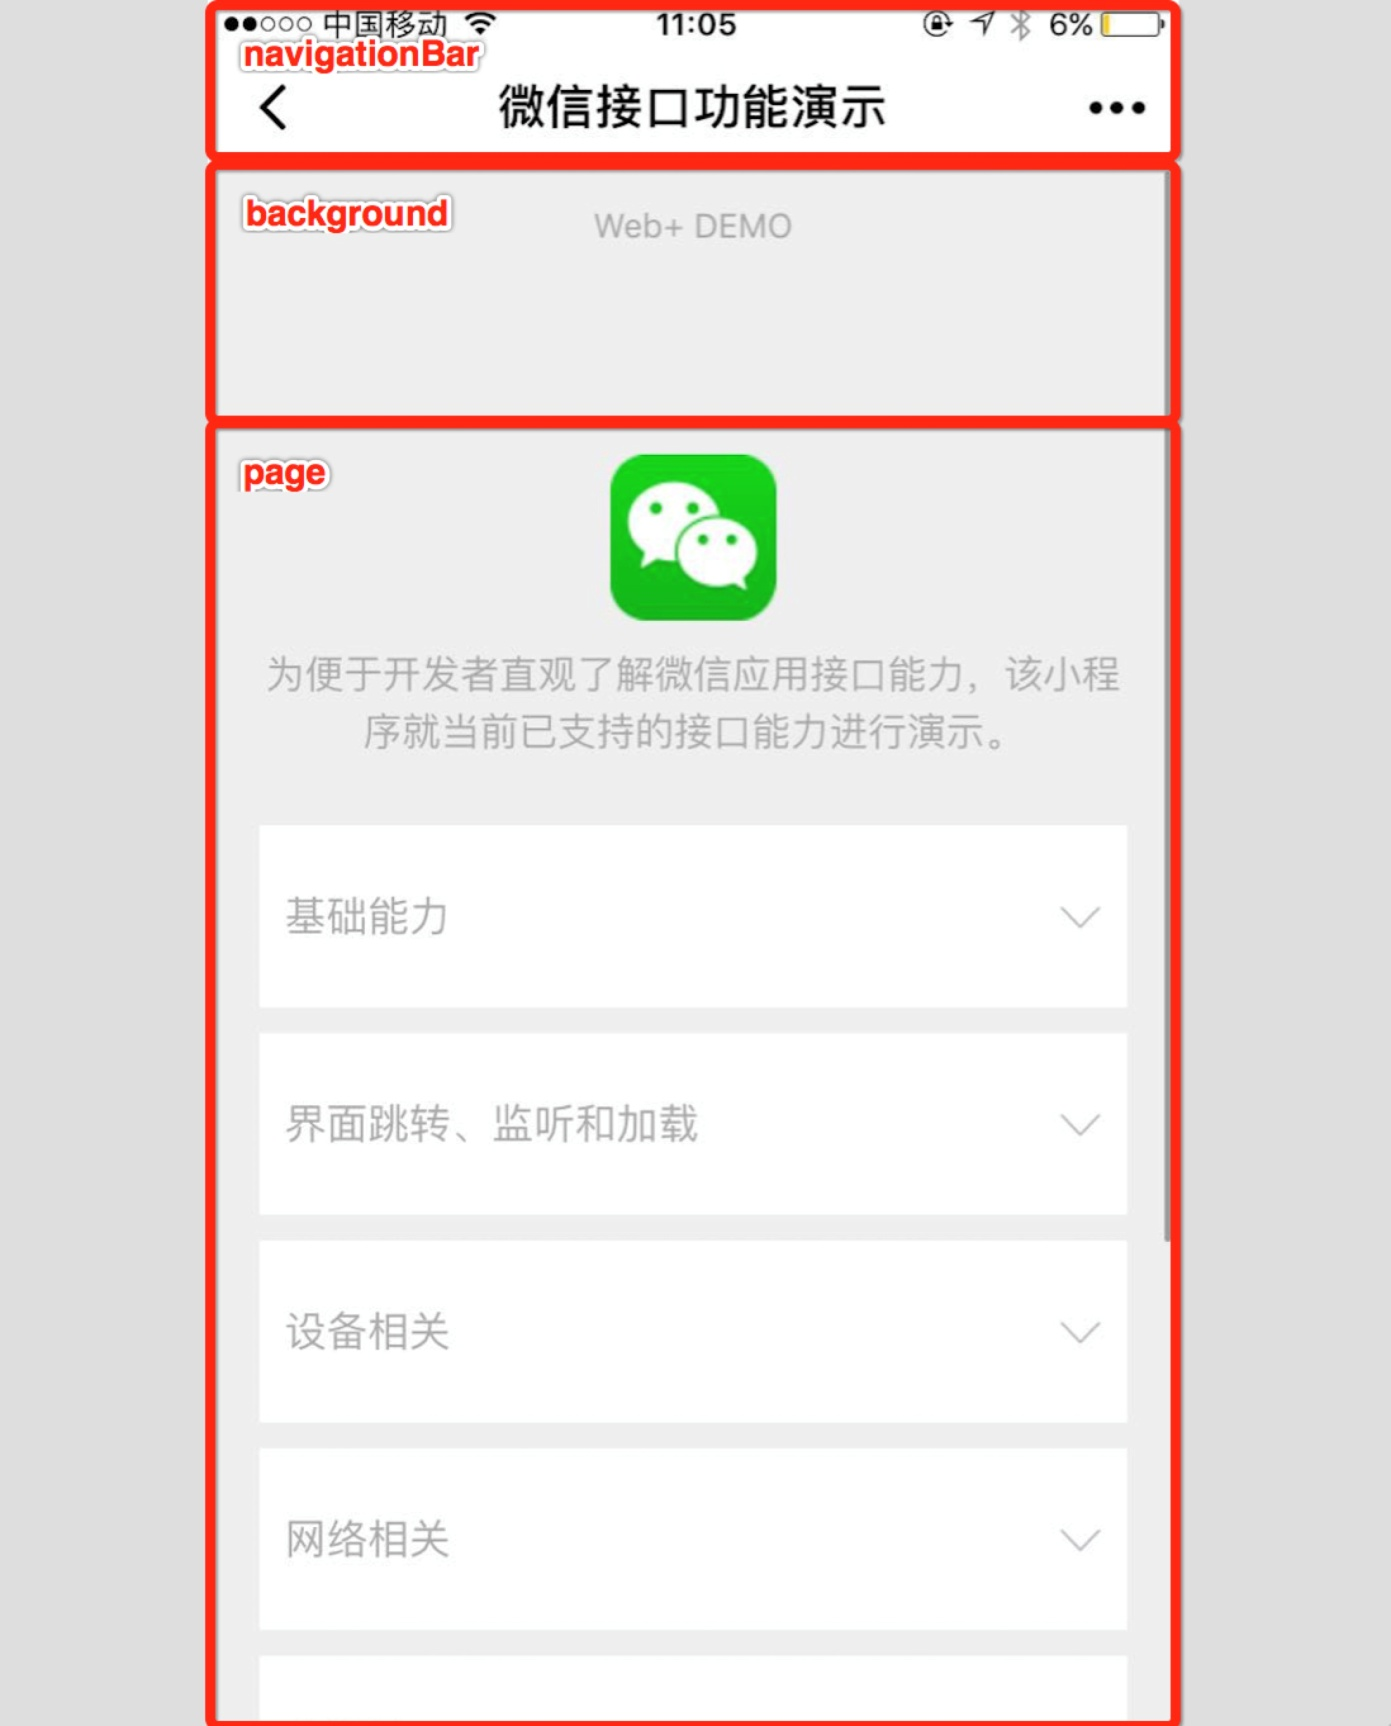 中国移动 11:05 6%
navigationBar
微信接口功能演示
background
Web+ DEMO
page
为便于开发者直观了解微信应用接口能力，该小程
序就当前已支持的接口能力进行演示。
基础能力
界面跳转、监听和加载
设备相关
网络相关